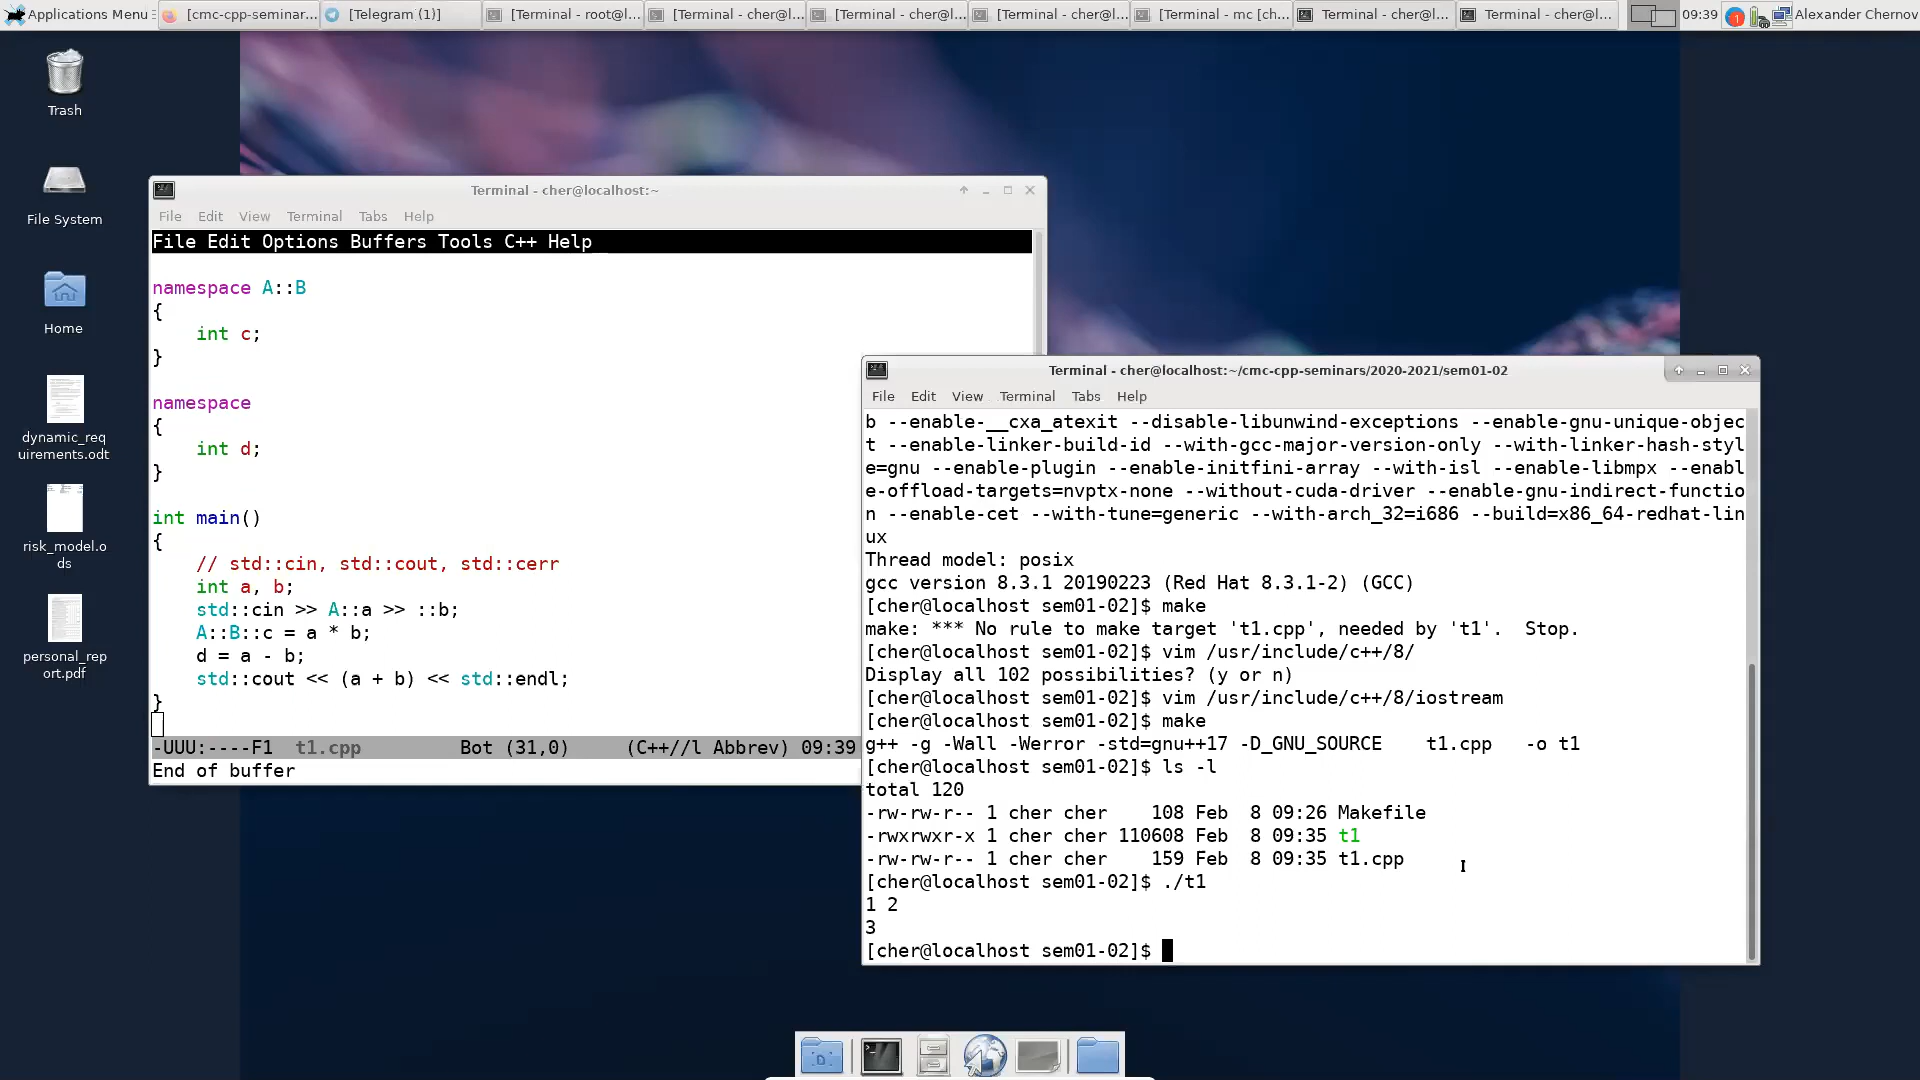 Applications Menu
[cmc-cpp-seminar...
[Telegram (1)]
[Terminal - root@l...
[Terminal - cher@l...
[Terminal - cher@l...
[Terminal - cher@l...
[Terminal - mc [ch...
Terminal - cher@l...
Terminal - cher@l...
09:39
1
Alexander Chernov
Trash
File System
Home
dynamic_req
uirements.odt
risk_model.o
ds
personal_rep
ort.pdf
Terminal - cher@localhost:~
File Edit View Terminal Tabs Help
File Edit Options Buffers Tools C++ Help
namespace A::B
{
    int c;
}
namespace
{
    int d;
}
int main()
{
    // std::cin, std::cout, std::cerr
    int a, b;
    std::cin >> A::a >> ::b;
    A::B::c = a * b;
    d = a - b;
    std::cout << (a + b) << std::endl;
}
-UUU:----F1  t1.cpp         Bot (31,0)     (C++//l Abbrev) 09:39
End of buffer
Terminal - cher@localhost:~/cmc-cpp-seminars/2020-2021/sem01-02
File Edit View Terminal Tabs Help
b --enable-__cxa_atexit --disable-libunwind-exceptions --enable-gnu-unique-objec
t --enable-linker-build-id --with-gcc-major-version-only --with-linker-hash-styl
e=gnu --enable-plugin --enable-initfini-array --with-isl --enable-libmpx --enabl
e-offload-targets=nvptx-none --without-cuda-driver --enable-gnu-indirect-functio
n --enable-cet --with-tune=generic --with-arch_32=i686 --build=x86_64-redhat-lin
ux
Thread model: posix
gcc version 8.3.1 20190223 (Red Hat 8.3.1-2) (GCC)
[cher@localhost sem01-02]$ make
make: *** No rule to make target 't1.cpp', needed by 't1'.  Stop.
[cher@localhost sem01-02]$ vim /usr/include/c++/8/
Display all 102 possibilities? (y or n)
[cher@localhost sem01-02]$ vim /usr/include/c++/8/iostream
[cher@localhost sem01-02]$ make
g++ -g -Wall -Werror -std=gnu++17 -D_GNU_SOURCE    t1.cpp   -o t1
[cher@localhost sem01-02]$ ls -l
total 120
-rw-rw-r-- 1 cher cher    108 Feb  8 09:26 Makefile
-rwxrwxr-x 1 cher cher 110608 Feb  8 09:35 t1
-rw-rw-r-- 1 cher cher    159 Feb  8 09:35 t1.cpp
[cher@localhost sem01-02]$ ./t1
1 2
3
[cher@localhost sem01-02]$